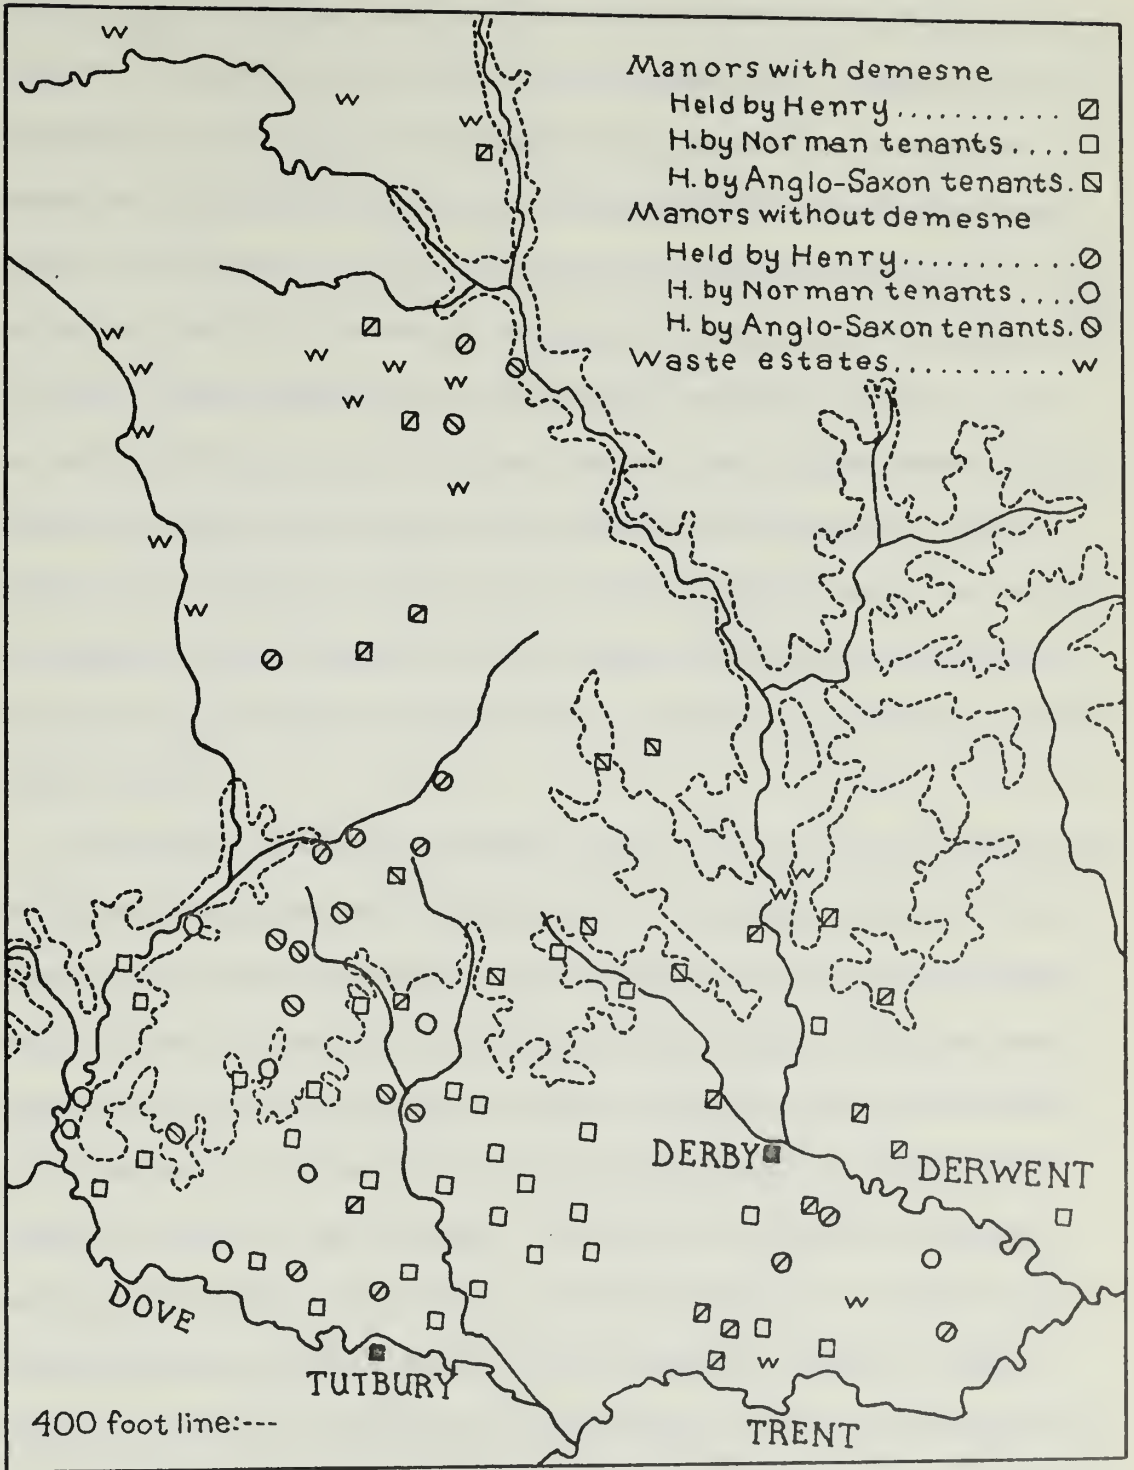 Manors with demesne
Held by Henry...........
H. by Norman tenants....
H. by Anglo-Saxon tenants.
Manors without demesne
Held by Henry...........
H. by Norman tenants....
H. by Anglo-Saxon tenants.
Waste estates........... w
DERBY
DERWENT
DOVE
TUTBURY
TRENT
400 foot line:---